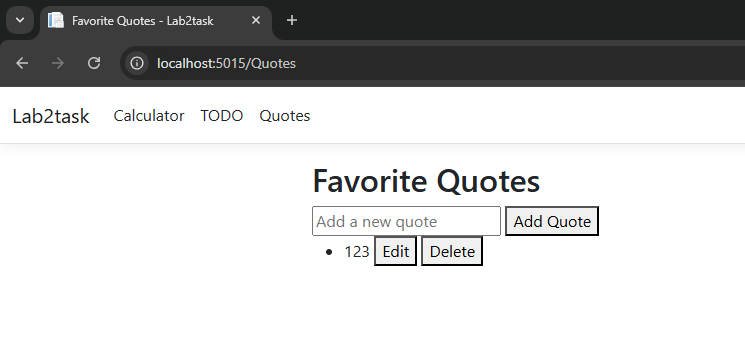 Favorite Quotes - Lab2task
localhost:5015/Quotes
Lab2task Calculator TODO Quotes
Favorite Quotes
Add a new quote Add Quote
123 Edit Delete